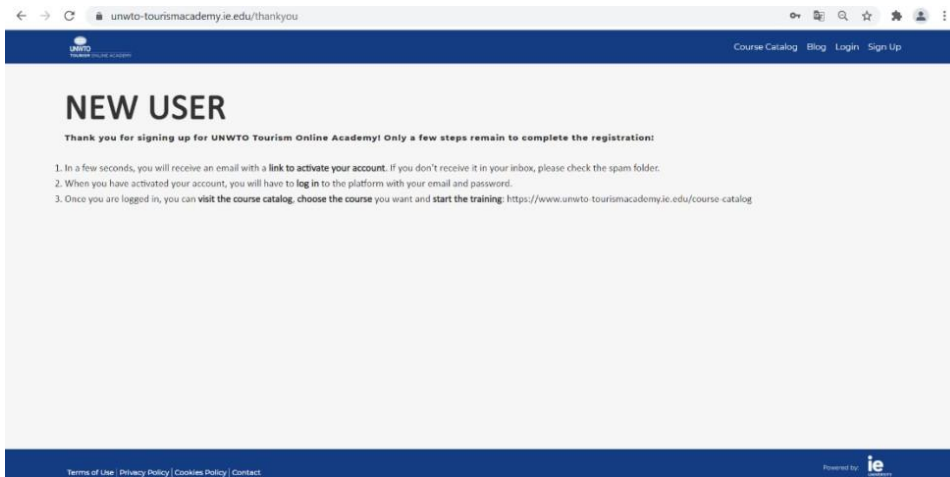 unwto-tourismacademy.ie.edu/thankyou
UNWTO
TOURISM ONLINE ACADEMY
Course Catalog Blog Login Sign Up
NEW USER
Thank you for signing up for UNWTO Tourism Online Academy! Only a few steps remain to complete the registration:
1. In a few seconds, you will receive an email with a link to activate your account. If you don't receive it in your inbox, please check the spam folder.
2. When you have activated your account, you will have to log in to the platform with your email and password.
3. Once you are logged in, you can visit the course catalog, choose the course you want and start the training: https://www.unwto-tourismacademy.ie.edu/course-catalog
Terms of Use | Privacy Policy | Cookies Policy | Contact
Powered by: ie
UNIVERSITY